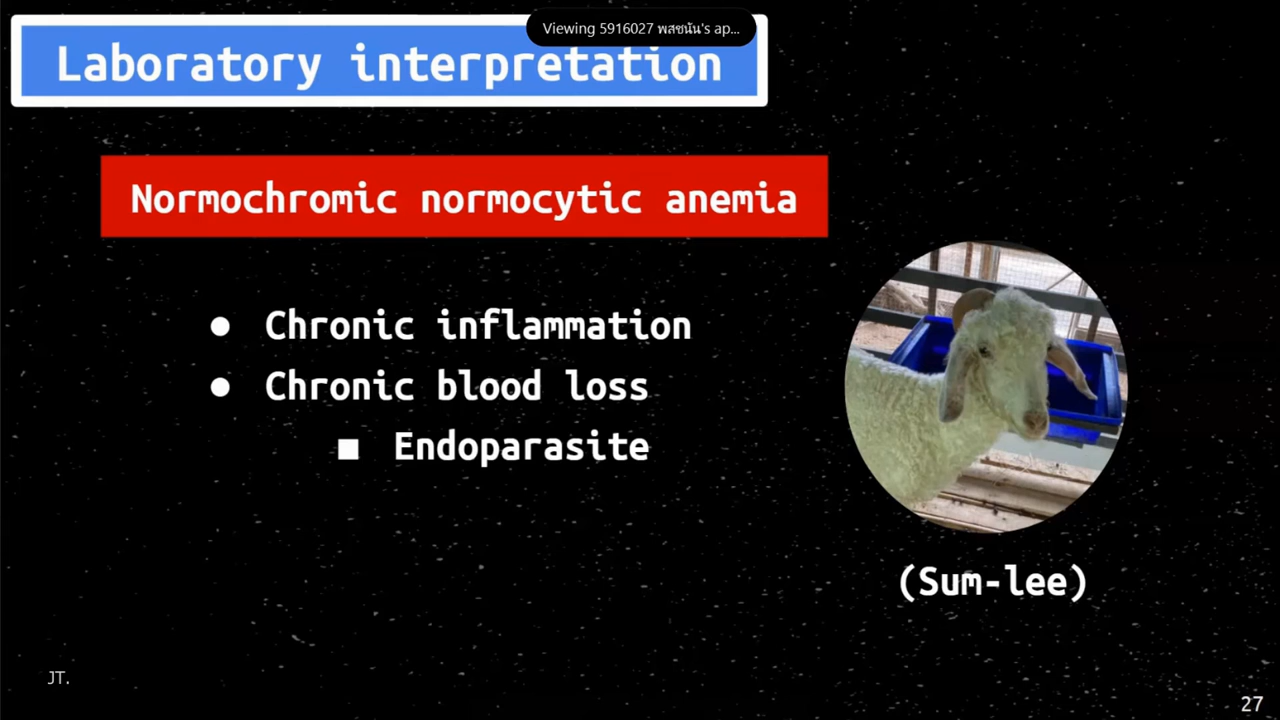 Viewing 5916027 พสชนัน's ap...
Laboratory interpretation
Normochromic normocytic anemia
● Chronic inflammation
● Chronic blood loss
■ Endoparasite
(Sum-lee)
JT.
27